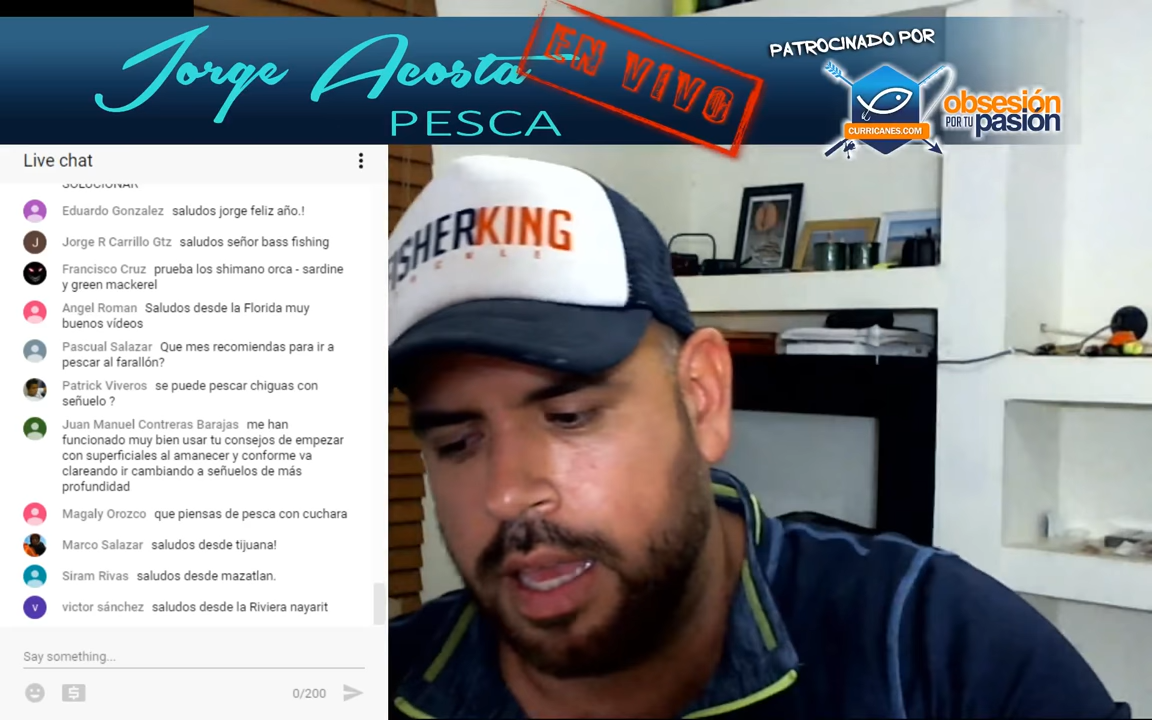 Jorge Acosta
PESCA
EN VIVO
PATROCINADO POR
CURRICANES.COM
obsesión
POR TU pasión
Live chat
SOLUCIONAR
Eduardo Gonzalez saludos jorge feliz año.!
J
Jorge R Carrillo Gtz saludos señor bass fishing
Francisco Cruz prueba los shimano orca - sardine
y green mackerel
Angel Roman Saludos desde la Florida muy
buenos vídeos
Pascual Salazar Que mes recomiendas para ir a
pescar al farallón?
Patrick Viveros se puede pescar chiguas con
señuelo ?
Juan Manuel Contreras Barajas me han
funcionado muy bien usar tu consejos de empezar
con superficiales al amanecer y conforme va
clareando ir cambiando a señuelos de más
profundidad
Magaly Orozco que piensas de pesca con cuchara
Marco Salazar saludos desde tijuana!
Siram Rivas saludos desde mazatlan.
v
victor sánchez saludos desde la Riviera nayarit
Say something...
0/200
FISHERKING